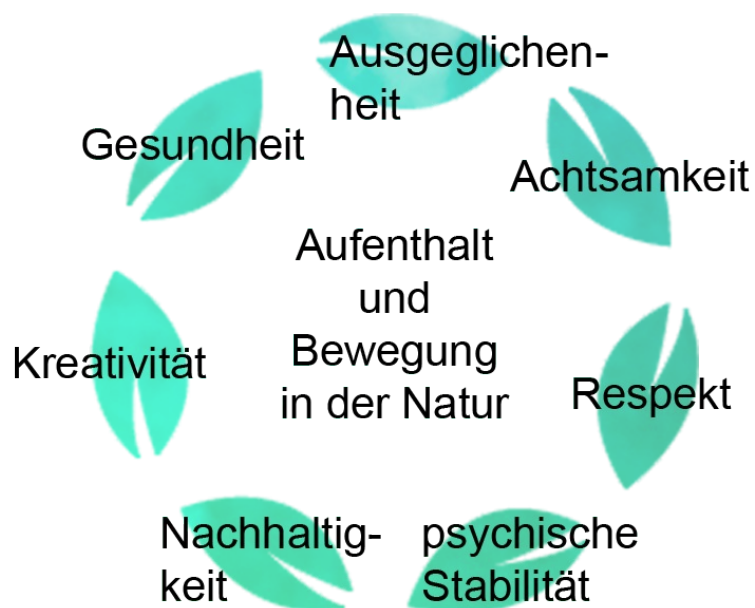 Ausgeglichen-
heit
Gesundheit
Achtsamkeit
Aufenthalt
und
Bewegung
in der Natur
Kreativität
Respekt
Nachhaltig-
keit
psychische
Stabilität